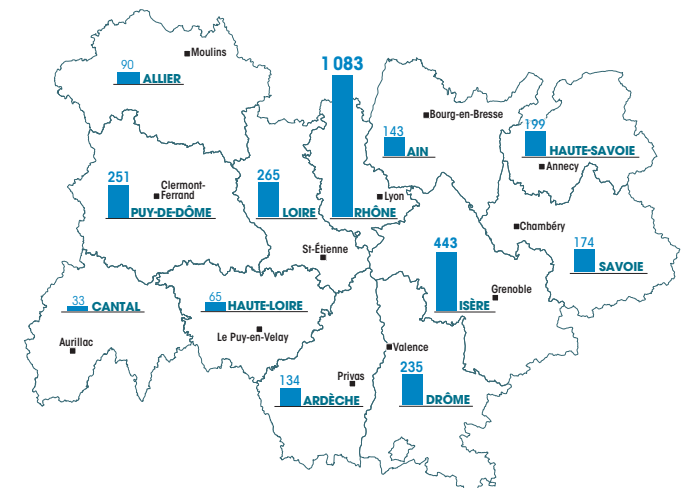 Moulins
90
ALLIER
1 083
Bourg-en-Bresse
143
AIN
199
HAUTE-SAVOIE
Annecy
251
Clermont-
Ferrand
PUY-DE-DÔME
265
LOIRE
Lyon
RHÔNE
St-Étienne
443
Grenoble
ISÈRE
Chambéry
174
SAVOIE
33
CANTAL
Aurillac
65
HAUTE-LOIRE
Le Puy-en-Velay
Valence
134
Privas
ARDÈCHE
235
DRÔME